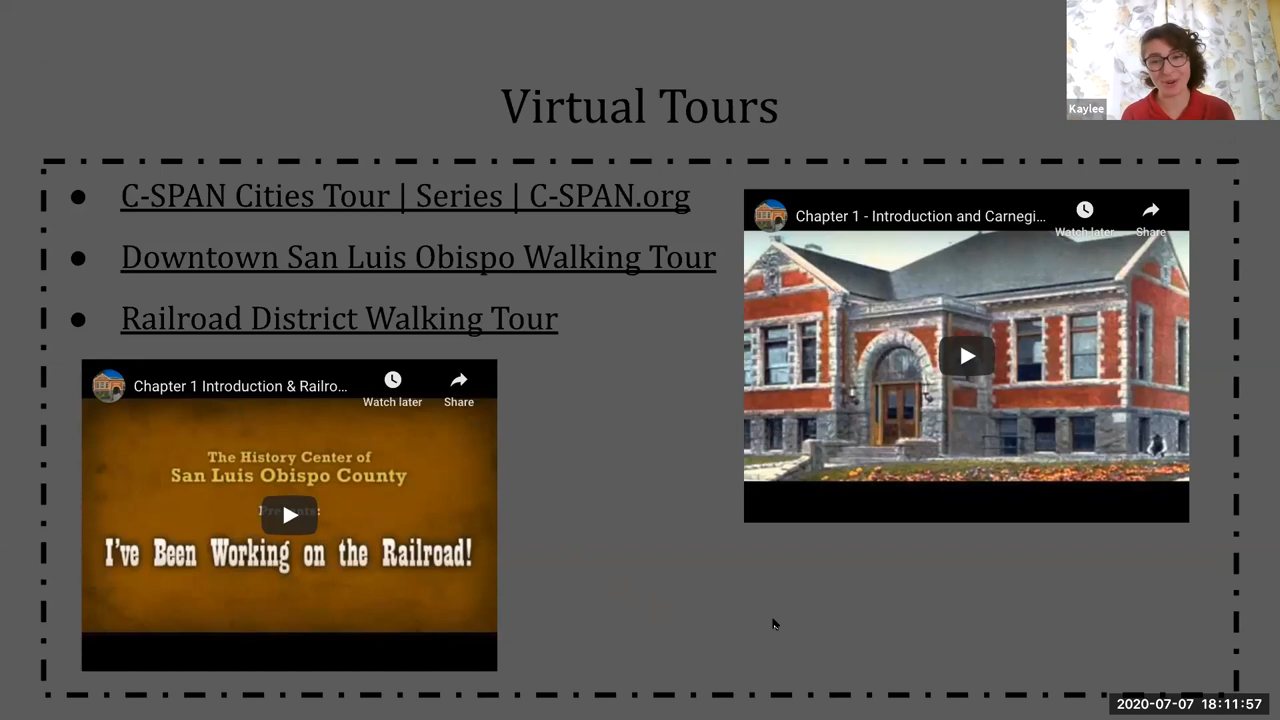 Kaylee
Virtual Tours
● C-SPAN Cities Tour | Series | C-SPAN.org
● Downtown San Luis Obispo Walking Tour
● Railroad District Walking Tour
Chapter 1 - Introduction and Carnegi...
Watch later
Share
Chapter 1 Introduction & Railro...
Watch later
Share
The History Center of
San Luis Obispo County
Presents:
I've Been Working on the Railroad!
2020-07-07 18:11:57